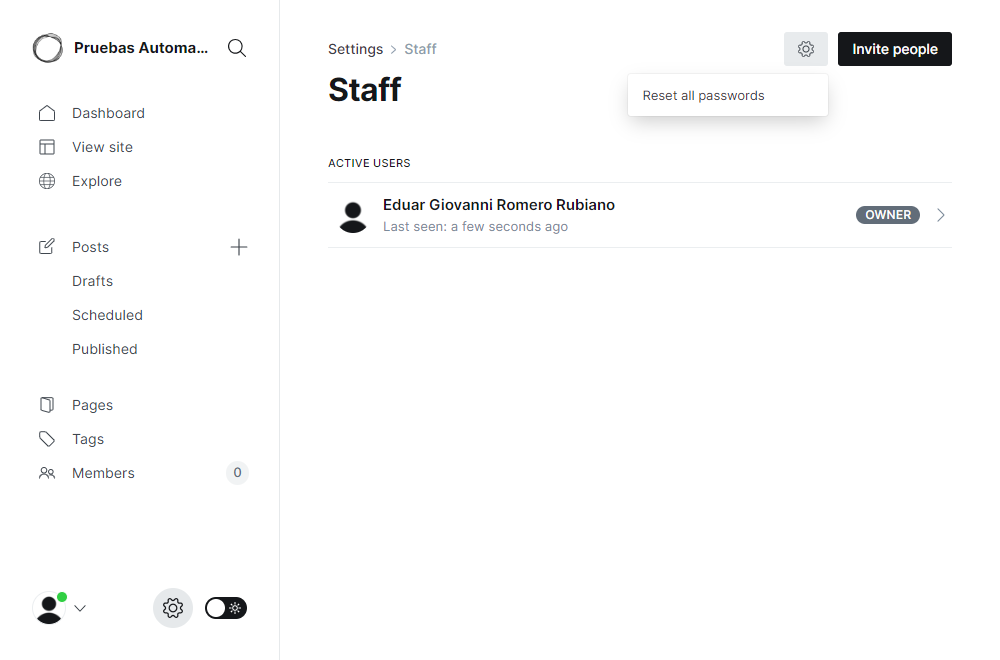 Pruebas Automa...
Dashboard
View site
Explore
Posts
Drafts
Scheduled
Published
Pages
Tags
Members
0
Settings > Staff
Invite people
Staff
Reset all passwords
ACTIVE USERS
Eduar Giovanni Romero Rubiano
Last seen: a few seconds ago
OWNER